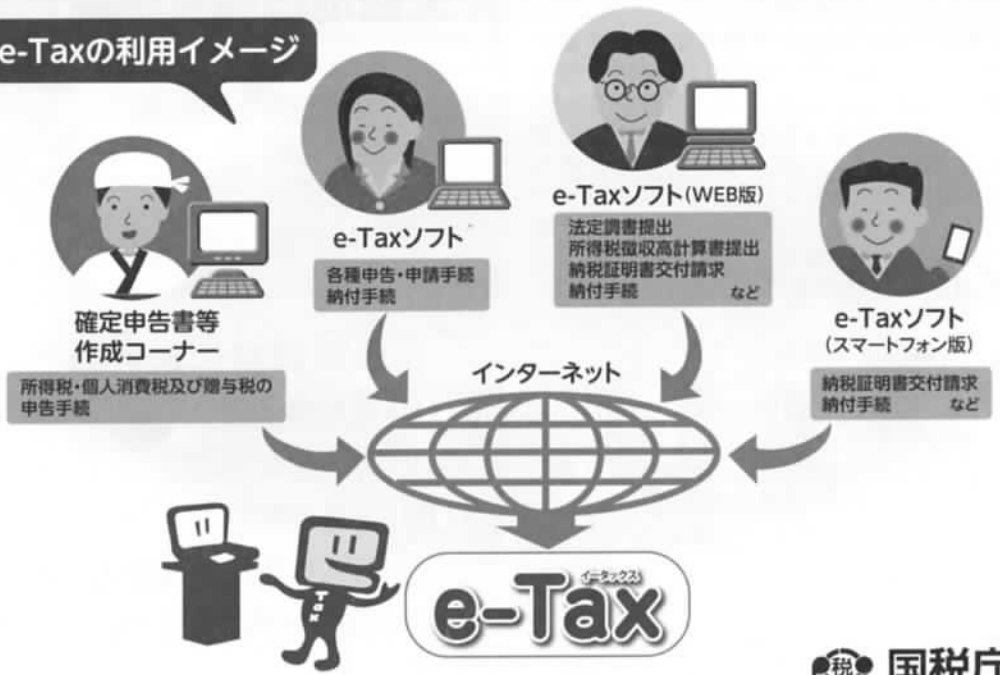 e-Taxの利用イメージ
確定申告書等
作成コーナー
所得税・個人消費税及び贈与税の
申告手続
e-Taxソフト
各種申告・申請手続
納付手続
e-Taxソフト(WEB版)
法定調書提出
所得税徴収高計算書提出
納税証明書交付請求
納付手続 など
e-Taxソフト
(スマートフォン版)
納税証明書交付請求
納付手続 など
インターネット
Tax
イータックス
e-Tax
税 国税庁